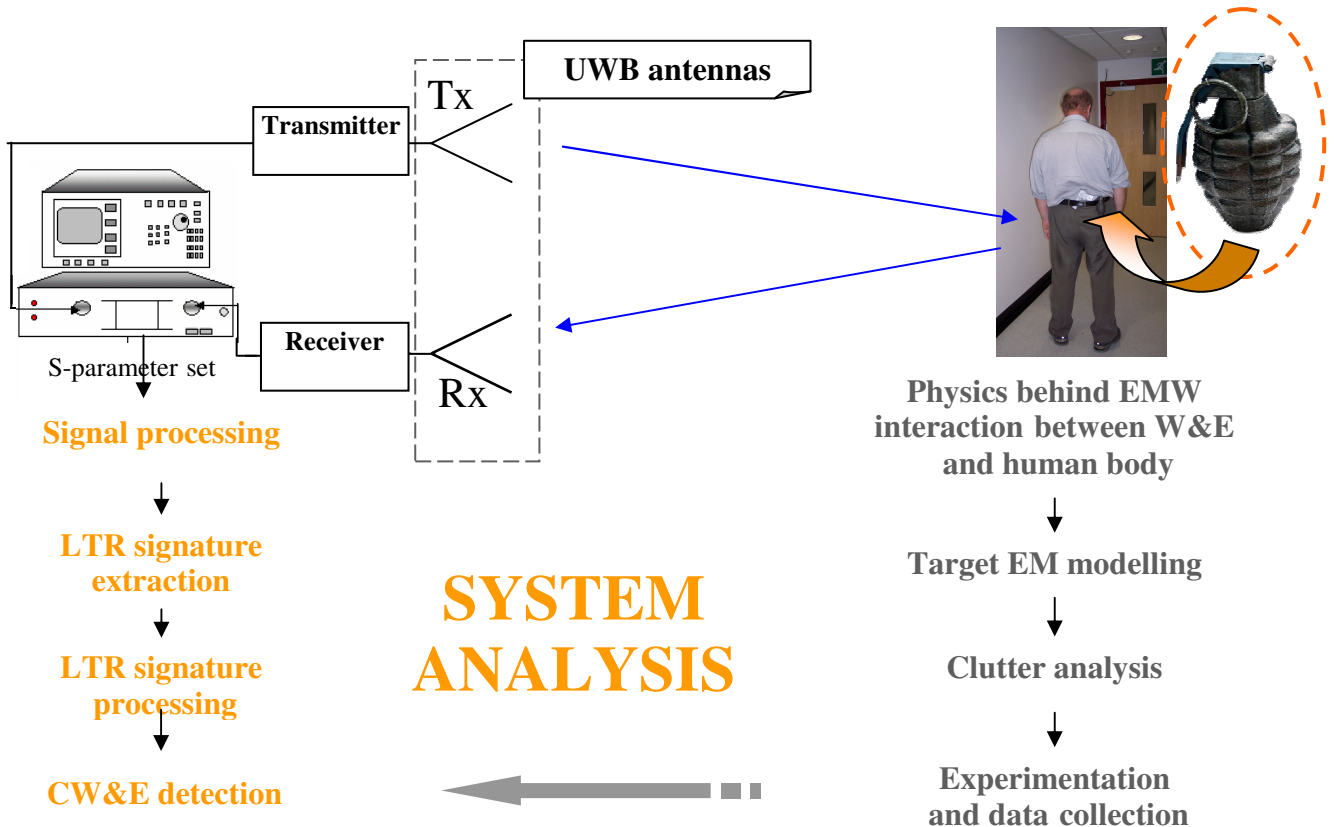 UWB antennas
Tx
Transmitter
Receiver
Rx
S-parameter set
Signal processing
LTR signature
extraction
LTR signature
processing
CW&E detection
SYSTEM
ANALYSIS
Physics behind EMW
interaction between W&E
and human body
Target EM modelling
Clutter analysis
Experimentation
and data collection